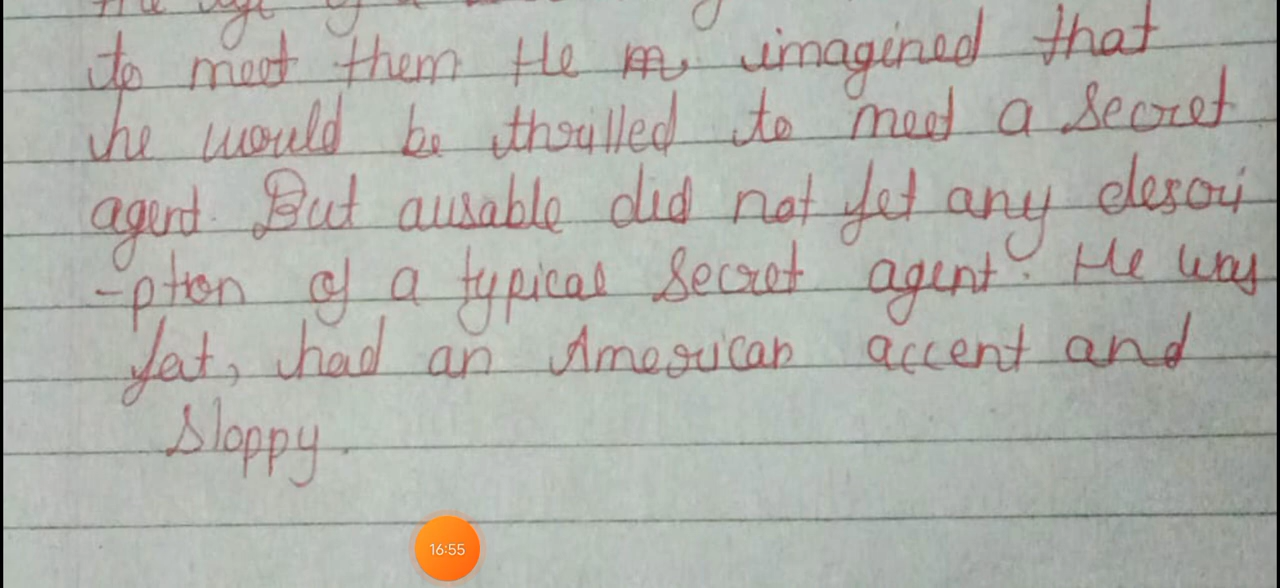 to meet them He m imagined that
he would be thrilled to meet a secret
agent. But ausable did not fet any descri
-ption of a typical secret agent. He way
fat, had an American accent and
sloppy.
16:55